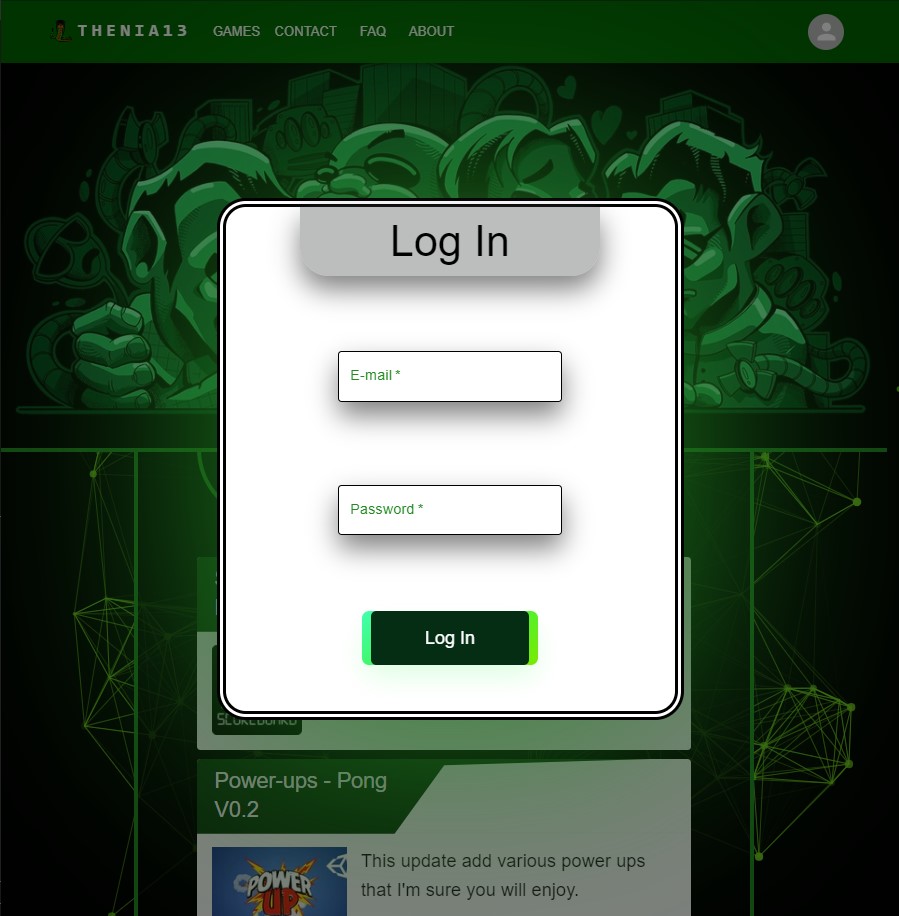 THENIA13 GAMES CONTACT FAQ ABOUT
Log In
E-mail *
Password *
Log In
Power-ups - Pong
V0.2
POWER
UP
This update add various power ups
that I'm sure you will enjoy.